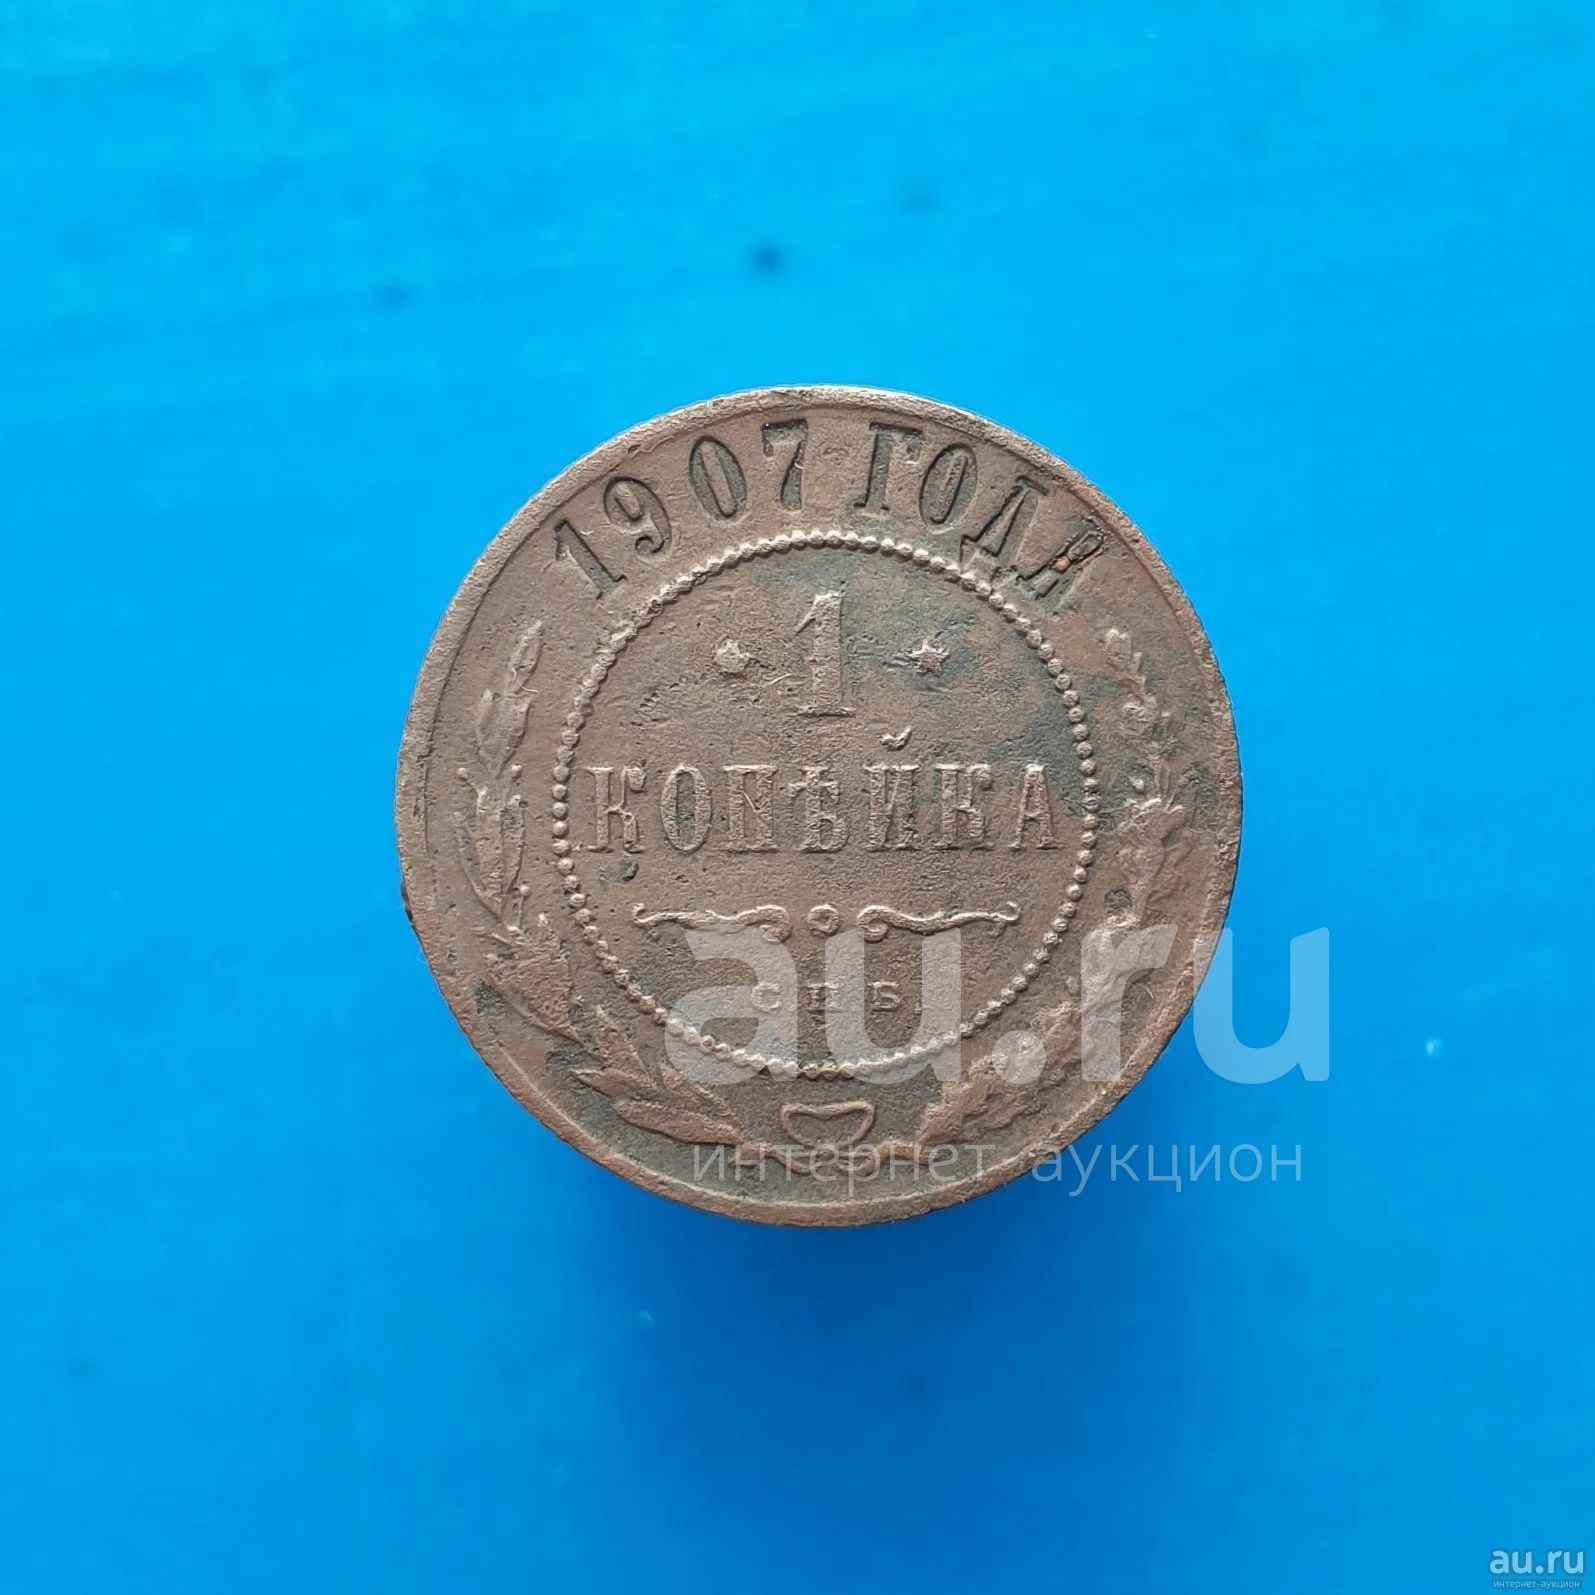 1907 ГОДА
1
КОПѢЙКА
СПБ
au.ru
интернет-аукцион
au.ru
интернет-аукцион